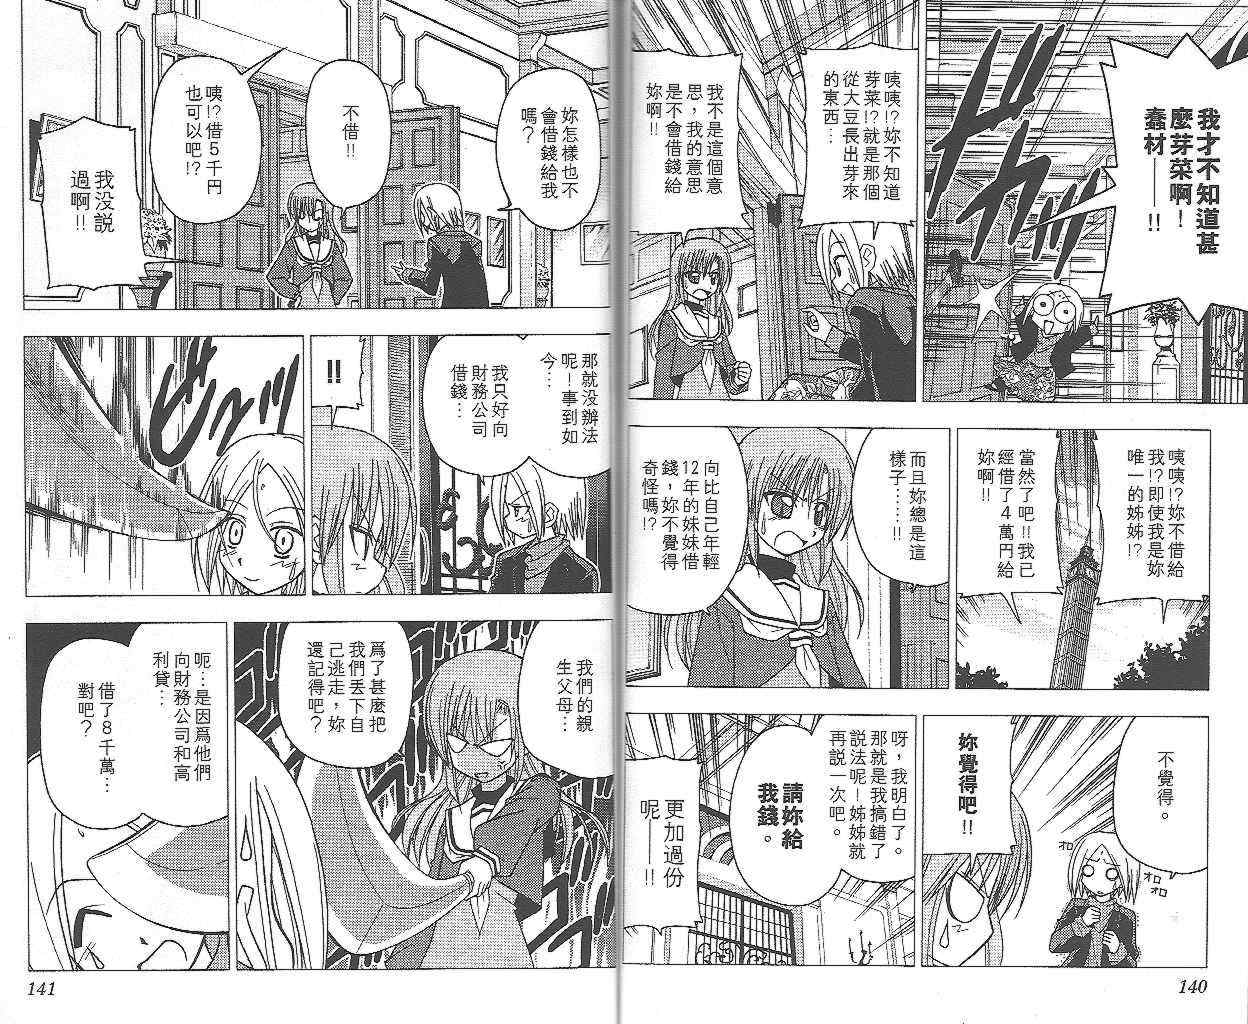 我才不知道甚
麼芽菜啊！
蠢材——!!
咦咦!?妳不知道
芽菜!?就是那個
從大豆長出芽來
的東西…
我不是這個意
思，我的意思
是不會借錢給
妳啊!!
咦咦!?妳不借給
我!?即使我是妳
唯一的姊姊!?
當然了吧!!我已
經借了4萬円給
妳啊!!
而且妳總是這
樣子……!!
向比自己年輕
12年的妹妹借
錢，妳不覺得
奇怪嗎!?
不覺得。
オロ
オロ
オロ
妳覺得吧!!
呀，我明白了。
那就是我搞錯了
說法呢！姊姊就
再說一次吧。
請妳給
我錢。
更加過份
呢——!!
140
妳怎樣也不
會借錢給我
嗎？
不借!!
咦!?借5千円
也可以吧!?
我没説
過啊!!
那就没辦法
呢！事到如
今…
我只好向
財務公司
借錢…
!!
我們的親
生父母…
爲了甚麼把
我們丟下自
己逃走，妳
還記得吧？
呃…是因爲他們
向財務公司和高
利貸…
借了8千萬…
對吧？
141